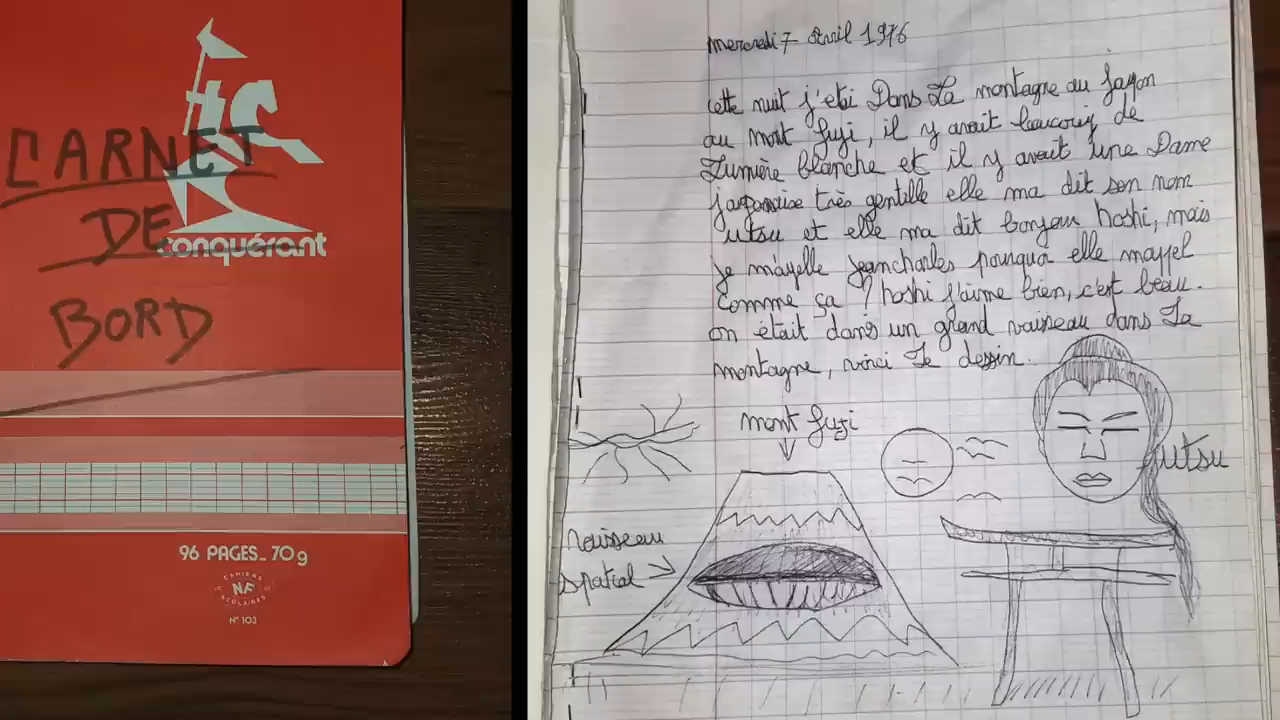 CARNET
DE
BORD
conquérant
96 PAGES_70g
CAHIERS
NF
SCOLAIRES
N° 103
mercredi 7 Avril 1976
cette nuit j'etai Dans La montagne au japon
au mont fuji, il y avait beaucoup de
Lumière blanche et il y avait une Dame
japonaise très gentille elle ma dit son nom
utsu et elle ma dit bonjour hoshi, mais
je m'apelle jeancharles pourquoi elle mappel
comme ça ? hoshi j'aime bien, c'est beau.
on était dans un grand vaisseau dans La
montagne, voici Le dessin.
mont fuji
utsu
vaisseau
spatial